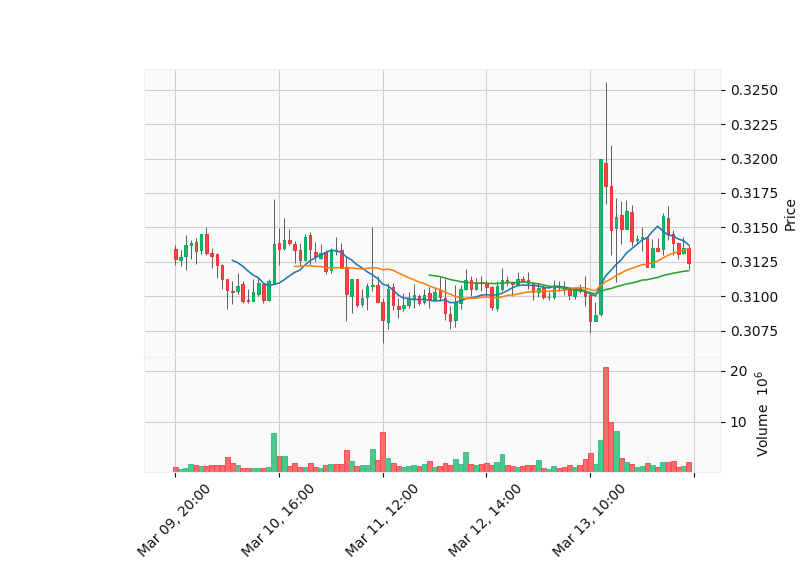 0.3250
0.3225
0.3200
0.3175
0.3150
0.3125
0.3100
0.3075
Price
20
10
Volume 10^6
Mar 09, 20:00
Mar 10, 16:00
Mar 11, 12:00
Mar 12, 14:00
Mar 13, 10:00